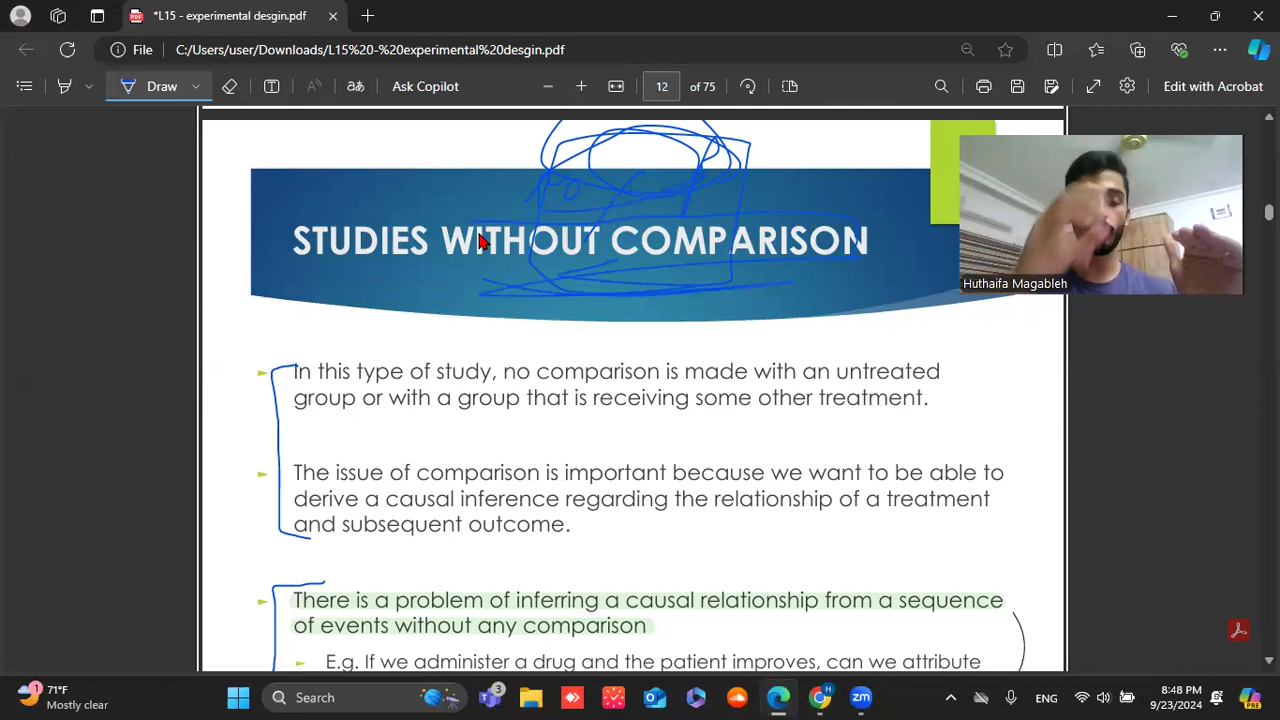 *L15 - experimental desgin.pdf
File
C:/Users/user/Downloads/L15%20-%20experimental%20desgin.pdf
Draw
Ask Copilot
12
of 75
Edit with Acrobat
STUDIES WITHOUT COMPARISON
Huthaifa Magableh
In this type of study, no comparison is made with an untreated
group or with a group that is receiving some other treatment.
The issue of comparison is important because we want to be able to
derive a causal inference regarding the relationship of a treatment
and subsequent outcome.
There is a problem of inferring a causal relationship from a sequence
of events without any comparison
E.g. If we administer a drug and the patient improves, can we attribute
1
71°F
Mostly clear
Search
3
ENG
8:48 PM
9/23/2024